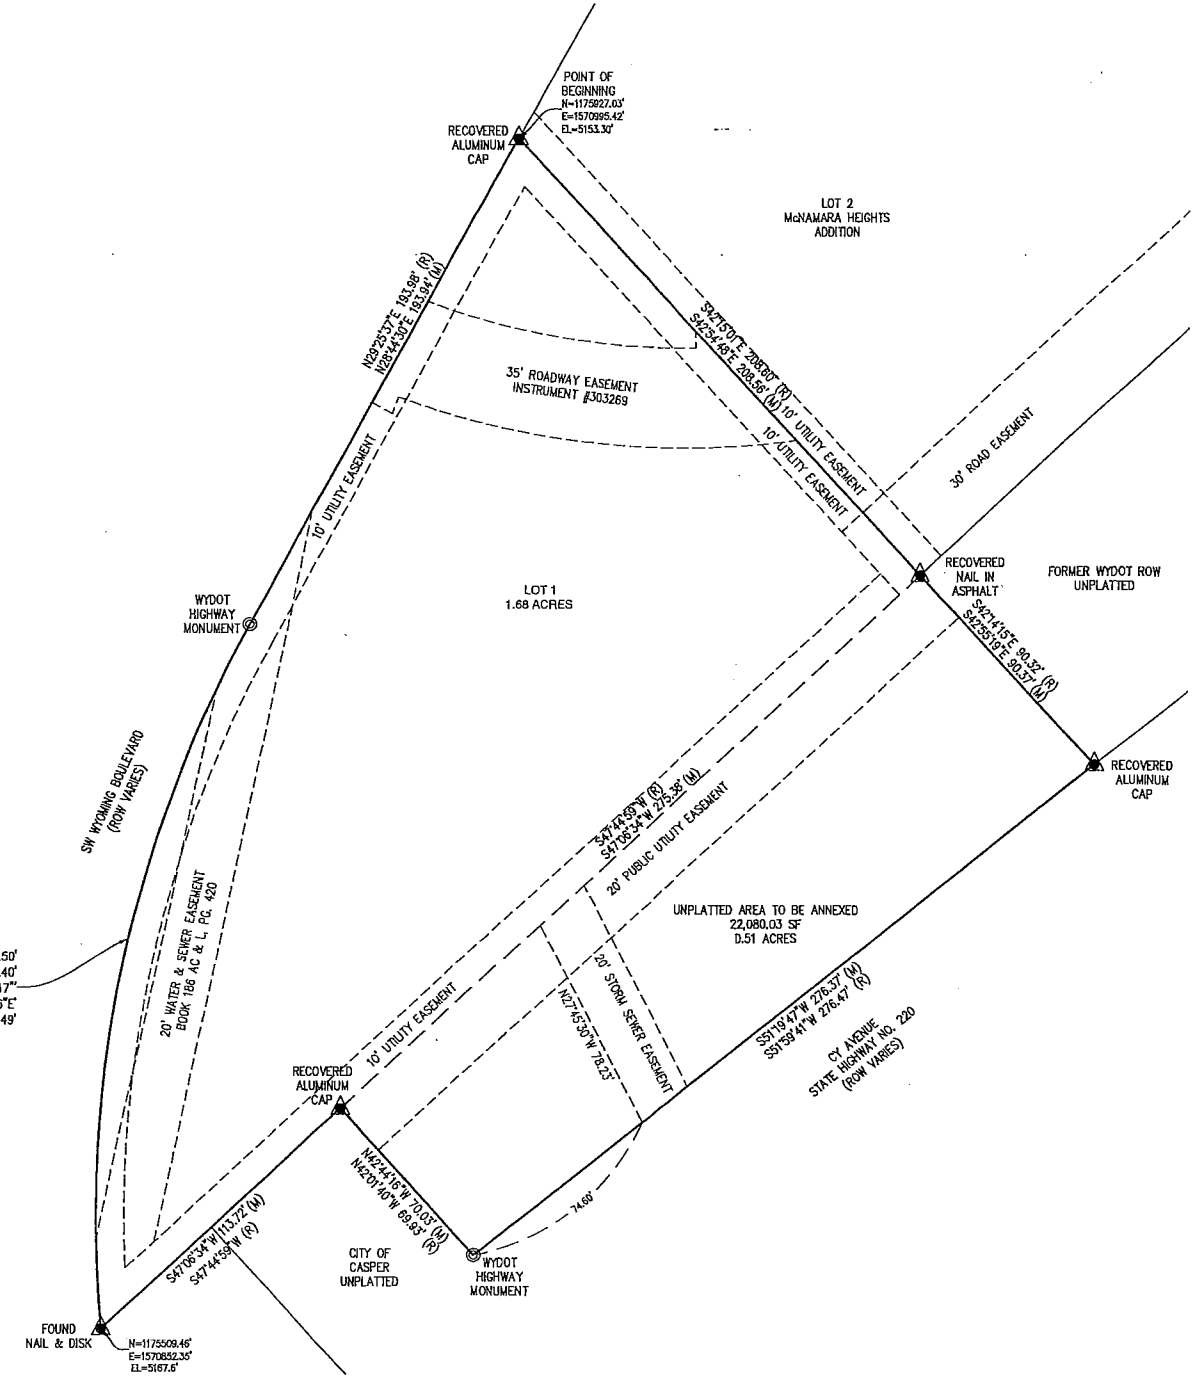 POINT OF
BEGINNING
N=1175927.03'
E=1570995.42'
EL=5153.30'
RECOVERED
ALUMINUM
CAP
LOT 2
McNAMARA HEIGHTS
ADDITION
N29°25'37"E 193.98' (R)
N28°44'30"E 193.94' (M)
S42°15'01"E 208.60' (R)
S42°54'48"E 208.56' (M)
35' ROADWAY EASEMENT
INSTRUMENT #303269
10' UTILITY EASEMENT
10' UTILITY EASEMENT
10' UTILITY EASEMENT
30' ROAD EASEMENT
RECOVERED
NAIL IN
ASPHALT
FORMER WYDOT ROW
UNPLATTED
LOT 1
1.68 ACRES
WYDOT
HIGHWAY
MONUMENT
S42°14'15"E 90.32' (R)
S42°55'19"E 90.37' (M)
RECOVERED
ALUMINUM
CAP
SW WYOMING BOULEVARD
(ROW VARIES)
S47°44'59"W (R)
S47°06'34"W 275.38' (M)
20' PUBLIC UTILITY EASEMENT
UNPLATTED AREA TO BE ANNEXED
22,080.03 SF
0.51 ACRES
20' WATER & SEWER EASEMENT
BOOK 186 AC & L, PG. 420
.50'
.40'
17"
5"E
49'
20' STORM SEWER EASEMENT
N27°45'30"W 78.23'
S51°19'47"W 276.37' (M)
S51°59'41"W 276.47' (R)
CY AVENUE
STATE HIGHWAY NO. 220
(ROW VARIES)
10' UTILITY EASEMENT
RECOVERED
ALUMINUM
CAP
N42°44'16"W 70.03' (M)
N42°01'40"W 69.93' (R)
74.60'
S47°06'34"W 113.72' (M)
S47°44'59"W (R)
CITY OF
CASPER
UNPLATTED
WYDOT
HIGHWAY
MONUMENT
FOUND
NAIL & DISK
N=1175509.46'
E=1570852.35'
EL=5167.6'